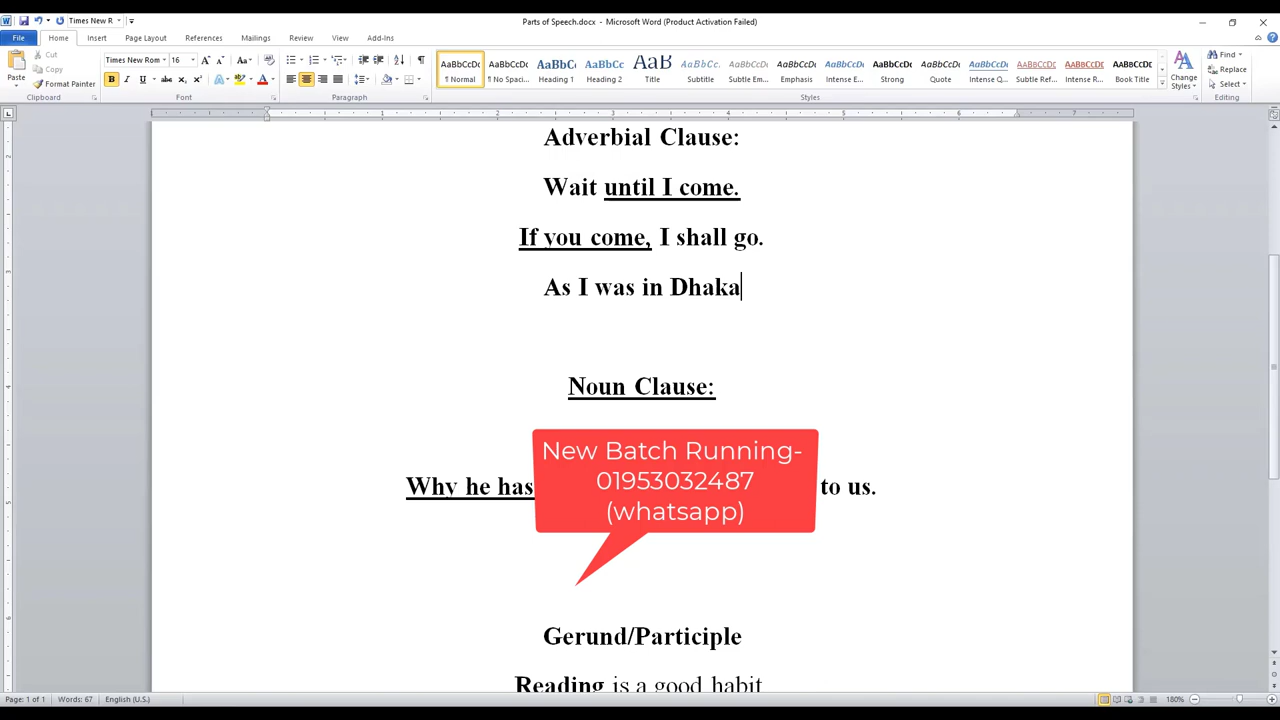 Times New R
Parts of Speech.docx - Microsoft Word (Product Activation Failed)
File Home Insert Page Layout References Mailings Review View Add-Ins
Paste
Cut
Copy
Format Painter
Clipboard
Times New Rom 16
Font
Paragraph
AaBbCcDc AaBbCcDc AaBbC AaBbCc AaB AaBbCc. AaBbCcDc AaBbCcDc AaBbCcDc AaBbCcDc AaBbCcDc AaBbCcDc AaBbCcDc AaBbCcDc AaBbCcDc
¶ Normal ¶ No Spaci... Heading 1 Heading 2 Title Subtitle Subtle Em... Emphasis Intense E... Strong Quote Intense Q... Subtle Ref... Intense R... Book Title
Styles
Change
Styles
Find
Replace
Select
Editing
Adverbial Clause:
Wait until I come.
If you come, I shall go.
As I was in Dhaka
Noun Clause:
New Batch Running-
01953032487
(whatsapp)
Why he has to us.
Gerund/Participle
Reading is a good habit
Page: 1 of 1 Words: 67 English (U.S.) 180%